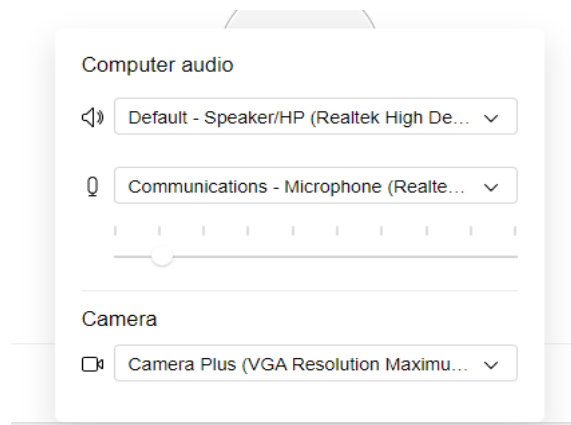 Computer audio
Default - Speaker/HP (Realtek High De...
Communications - Microphone (Realte...
Camera
Camera Plus (VGA Resolution Maximu...